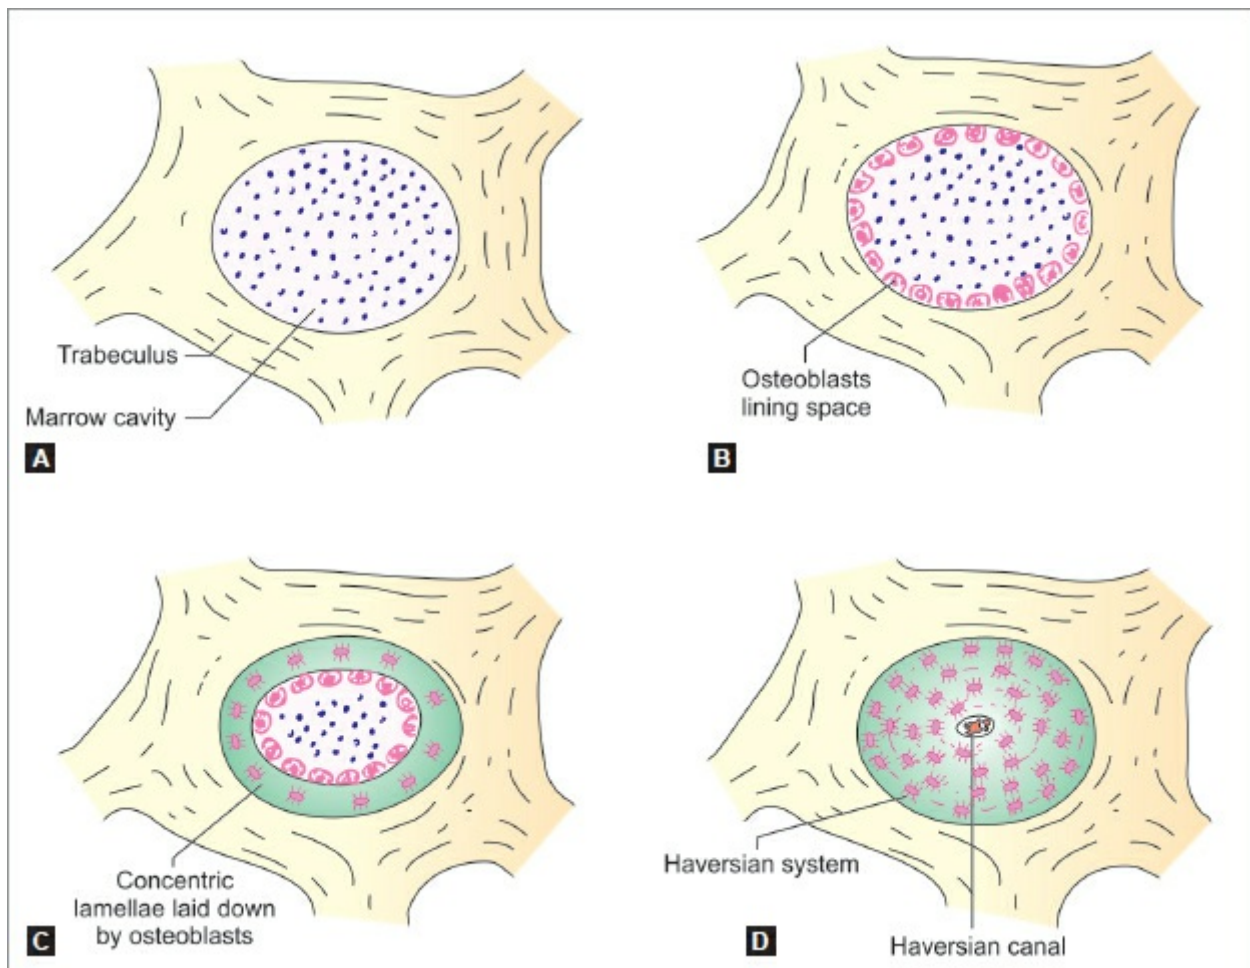 Trabeculus
Marrow cavity
A
Osteoblasts
lining space
B
Concentric
lamellae laid down
by osteoblasts
C
Haversian system
Haversian canal
D